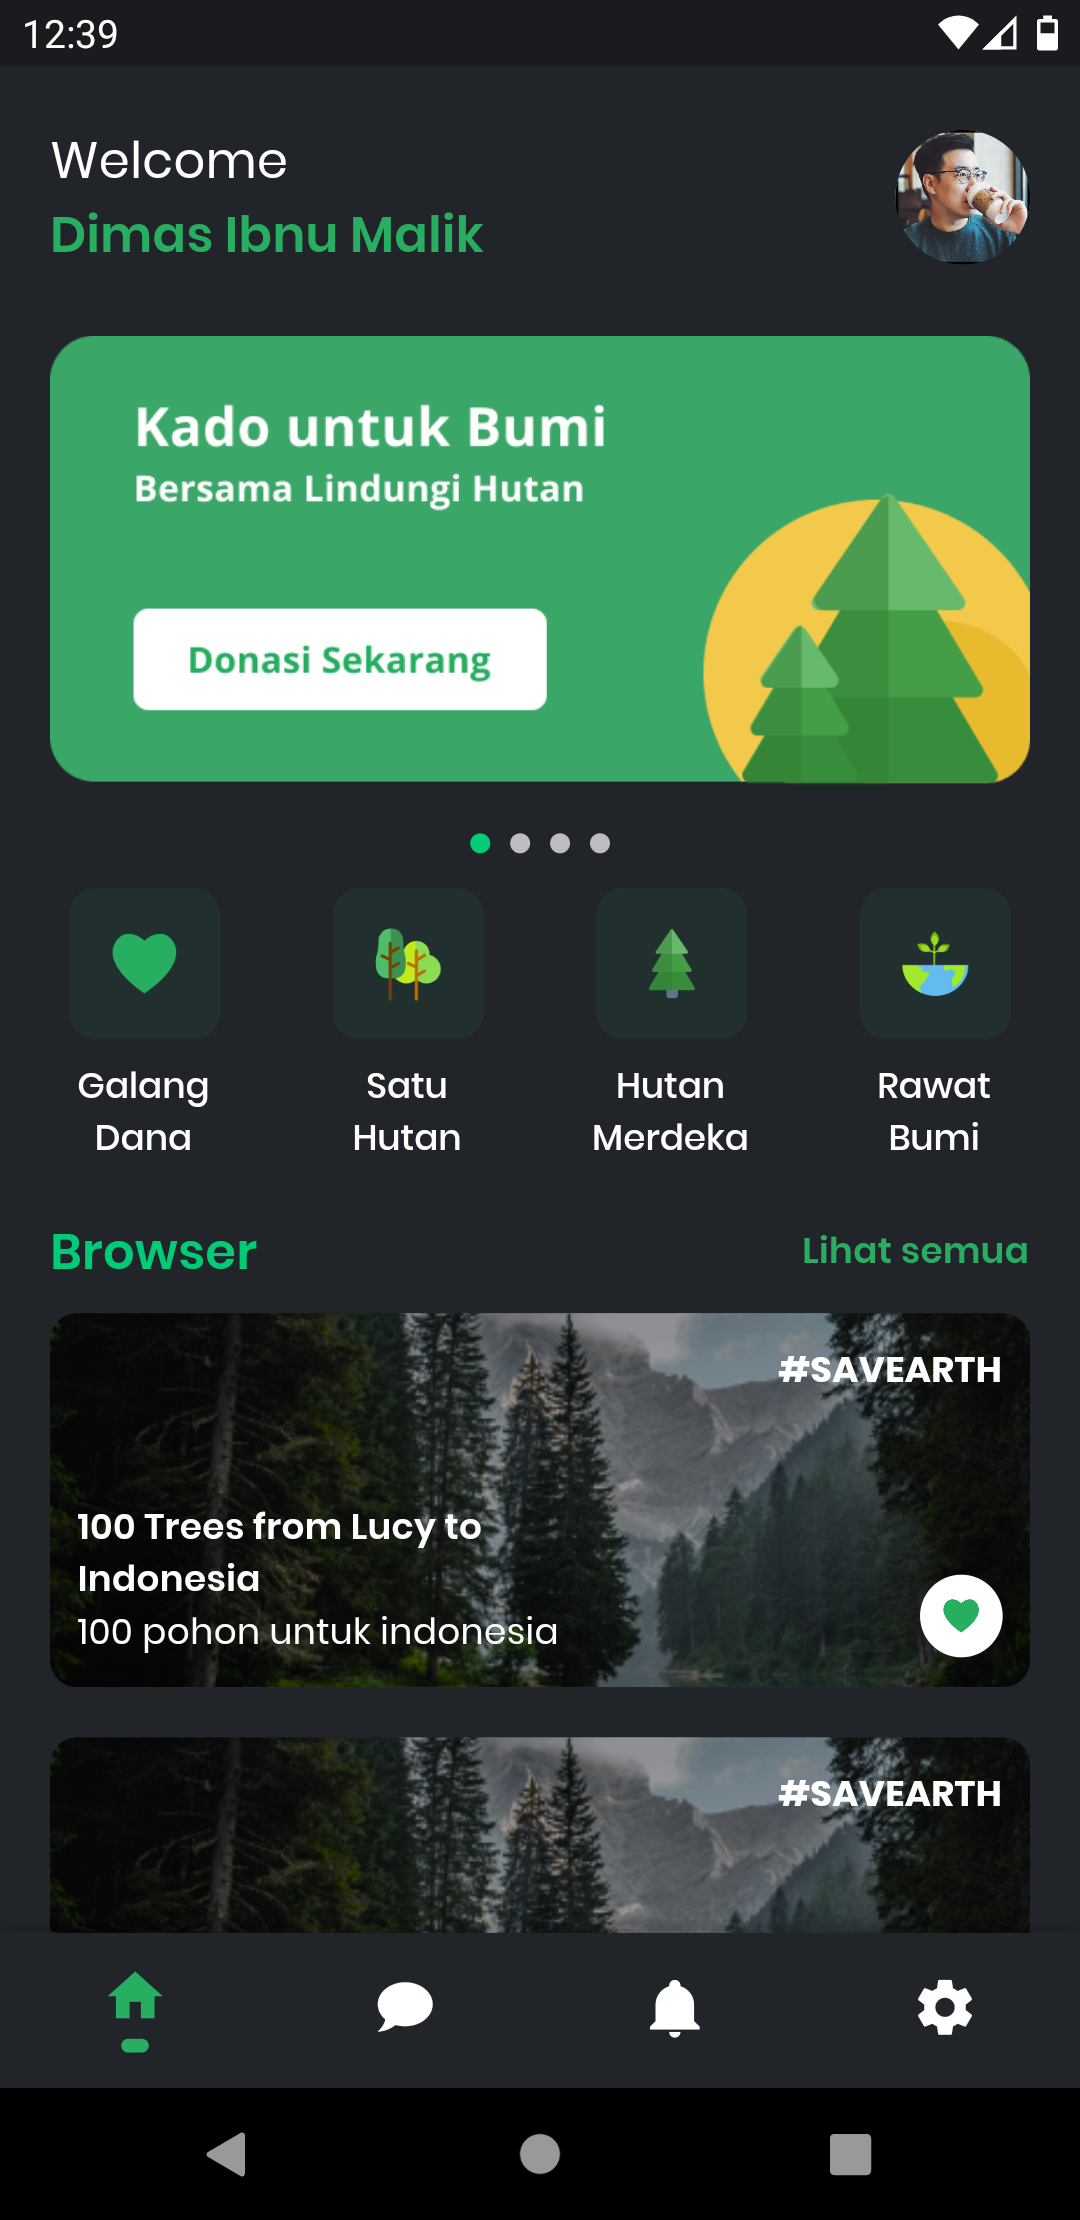 12:39
Welcome
Dimas Ibnu Malik
Kado untuk Bumi
Bersama Lindungi Hutan
Donasi Sekarang
Galang
Dana
Satu
Hutan
Hutan
Merdeka
Rawat
Bumi
Browser
Lihat semua
#SAVEARTH
100 Trees from Lucy to
Indonesia
100 pohon untuk indonesia
#SAVEARTH